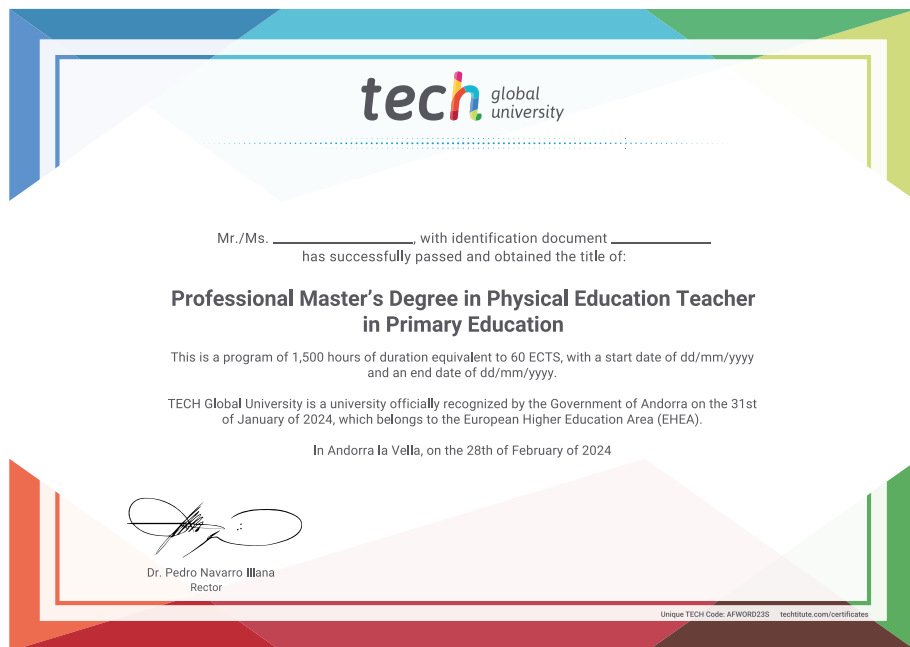 tech global university
Mr./Ms. ____________, with identification document ____________
has successfully passed and obtained the title of:
Professional Master's Degree in Physical Education Teacher
in Primary Education
This is a program of 1,500 hours of duration equivalent to 60 ECTS, with a start date of dd/mm/yyyy
and an end date of dd/mm/yyyy.
TECH Global University is a university officially recognized by the Government of Andorra on the 31st
of January of 2024, which belongs to the European Higher Education Area (EHEA).
In Andorra la Vella, on the 28th of February of 2024
Dr. Pedro Navarro Illana
Rector
Unique TECH Code: AFWORD23S techtitute.com/certificates